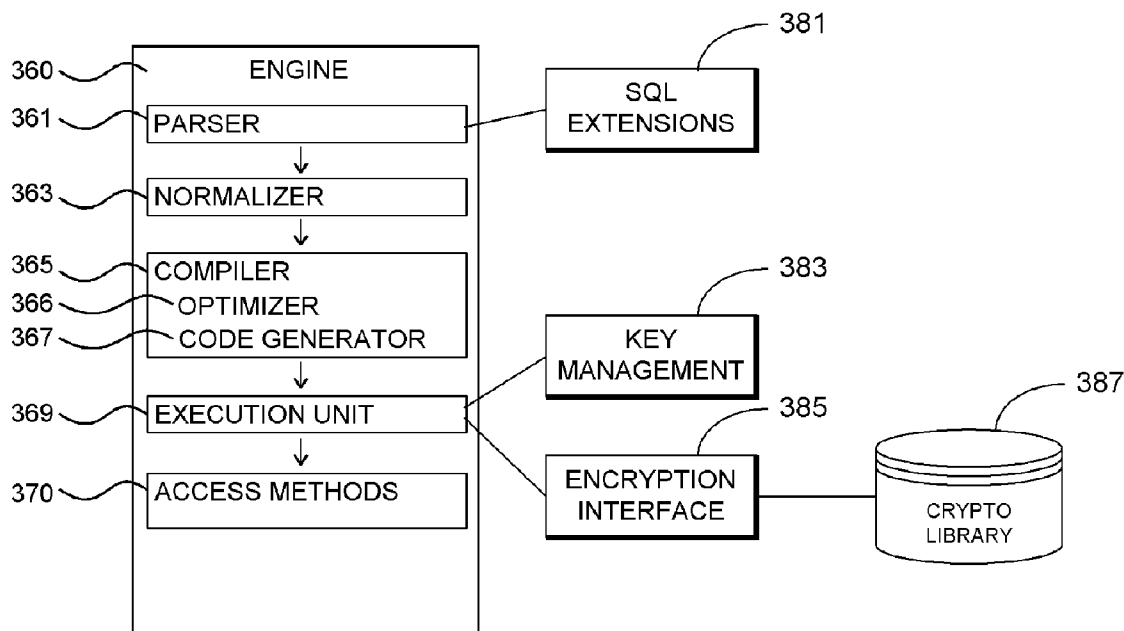 381
360
ENGINE
SQL
EXTENSIONS
361
PARSER
363
NORMALIZER
365
COMPILER
366
OPTIMIZER
367
CODE GENERATOR
383
KEY
MANAGEMENT
369
EXECUTION UNIT
385
387
370
ACCESS METHODS
ENCRYPTION
INTERFACE
CRYPTO
LIBRARY